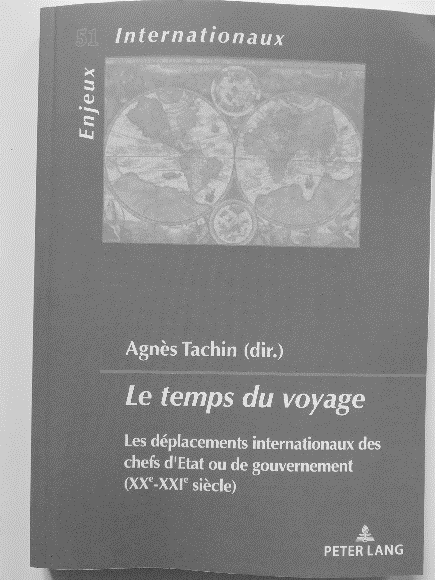 51
Internationaux
Enjeux
Agnès Tachin (dir.)
Le temps du voyage
Les déplacements internationaux des
chefs d'Etat ou de gouvernement
(XXᵉ-XXIᵉ siècle)
PETER LANG